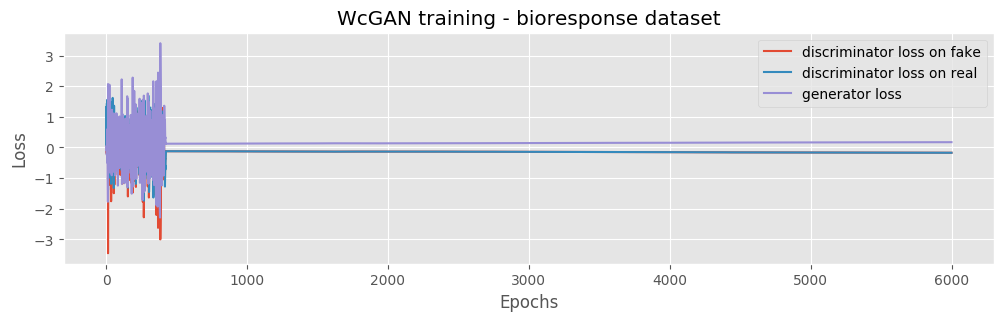 WcGAN training - bioresponse dataset
discriminator loss on fake
discriminator loss on real
generator loss
Loss
3
2
1
0
−1
−2
−3
0 1000 2000 3000 4000 5000 6000
Epochs